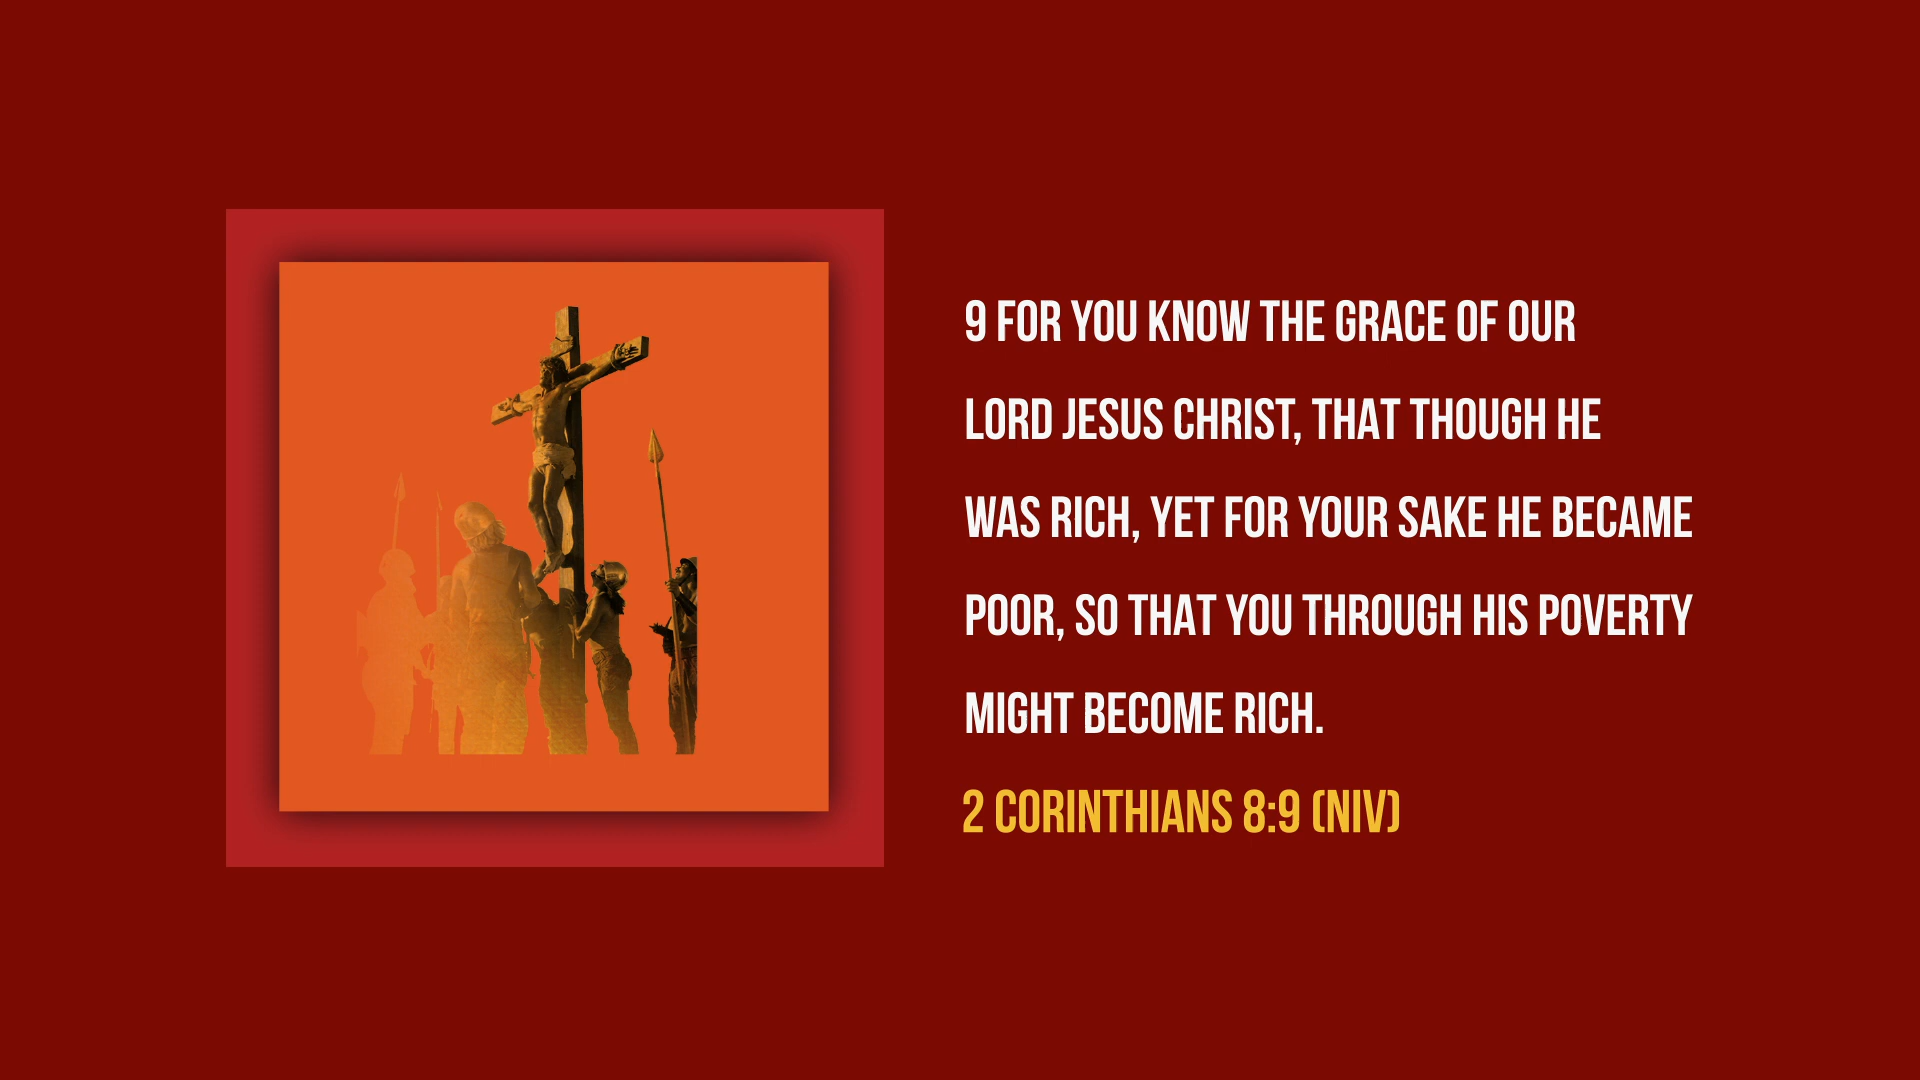 9 FOR YOU KNOW THE GRACE OF OUR
LORD JESUS CHRIST, THAT THOUGH HE
WAS RICH, YET FOR YOUR SAKE HE BECAME
POOR, SO THAT YOU THROUGH HIS POVERTY
MIGHT BECOME RICH.
2 CORINTHIANS 8:9 (NIV)